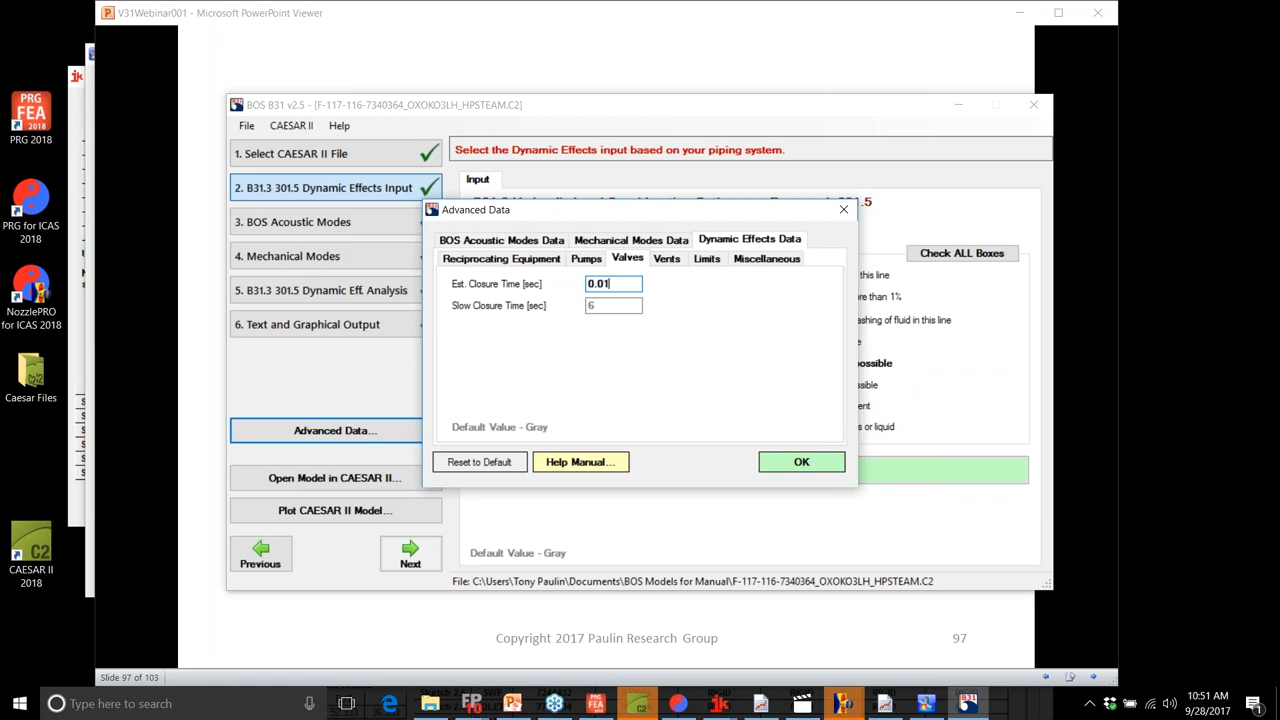 V31Webinar001 - Microsoft PowerPoint Viewer
PRG 2018
PRG for ICAS
2018
NozzlePRO
for ICAS 2018
Caesar Files
CAESAR II
2018
BOS B31 v2.5 - [F-117-116-7340364_OXOKO3LH_HPSTEAM.C2]
File CAESAR II Help
1. Select CAESAR II File
2. B31.3 301.5 Dynamic Effects Input
3. BOS Acoustic Modes
4. Mechanical Modes
5. B31.3 301.5 Dynamic Eff. Analysis
6. Text and Graphical Output
Advanced Data...
Open Model in CAESAR II...
Plot CAESAR II Model...
Previous
Next
Select the Dynamic Effects input based on your piping system.
Input
Check ALL Boxes
this line
ore than 1%
ashing of fluid in this line
ossible
sible
ent
s or liquid
Default Value - Gray
File: C:\Users\Tony Paulin\Documents\BOS Models for Manual\F-117-116-7340364_OXOKO3LH_HPSTEAM.C2
Advanced Data
BOS Acoustic Modes Data Mechanical Modes Data Dynamic Effects Data
Reciprocating Equipment Pumps Valves Vents Limits Miscellaneous
Est. Closure Time [sec] 0.01
Slow Closure Time [sec] 6
Default Value - Gray
Reset to Default Help Manual... OK
Copyright 2017 Paulin Research Group 97
Slide 97 of 103
Type here to search
10:51 AM
9/28/2017